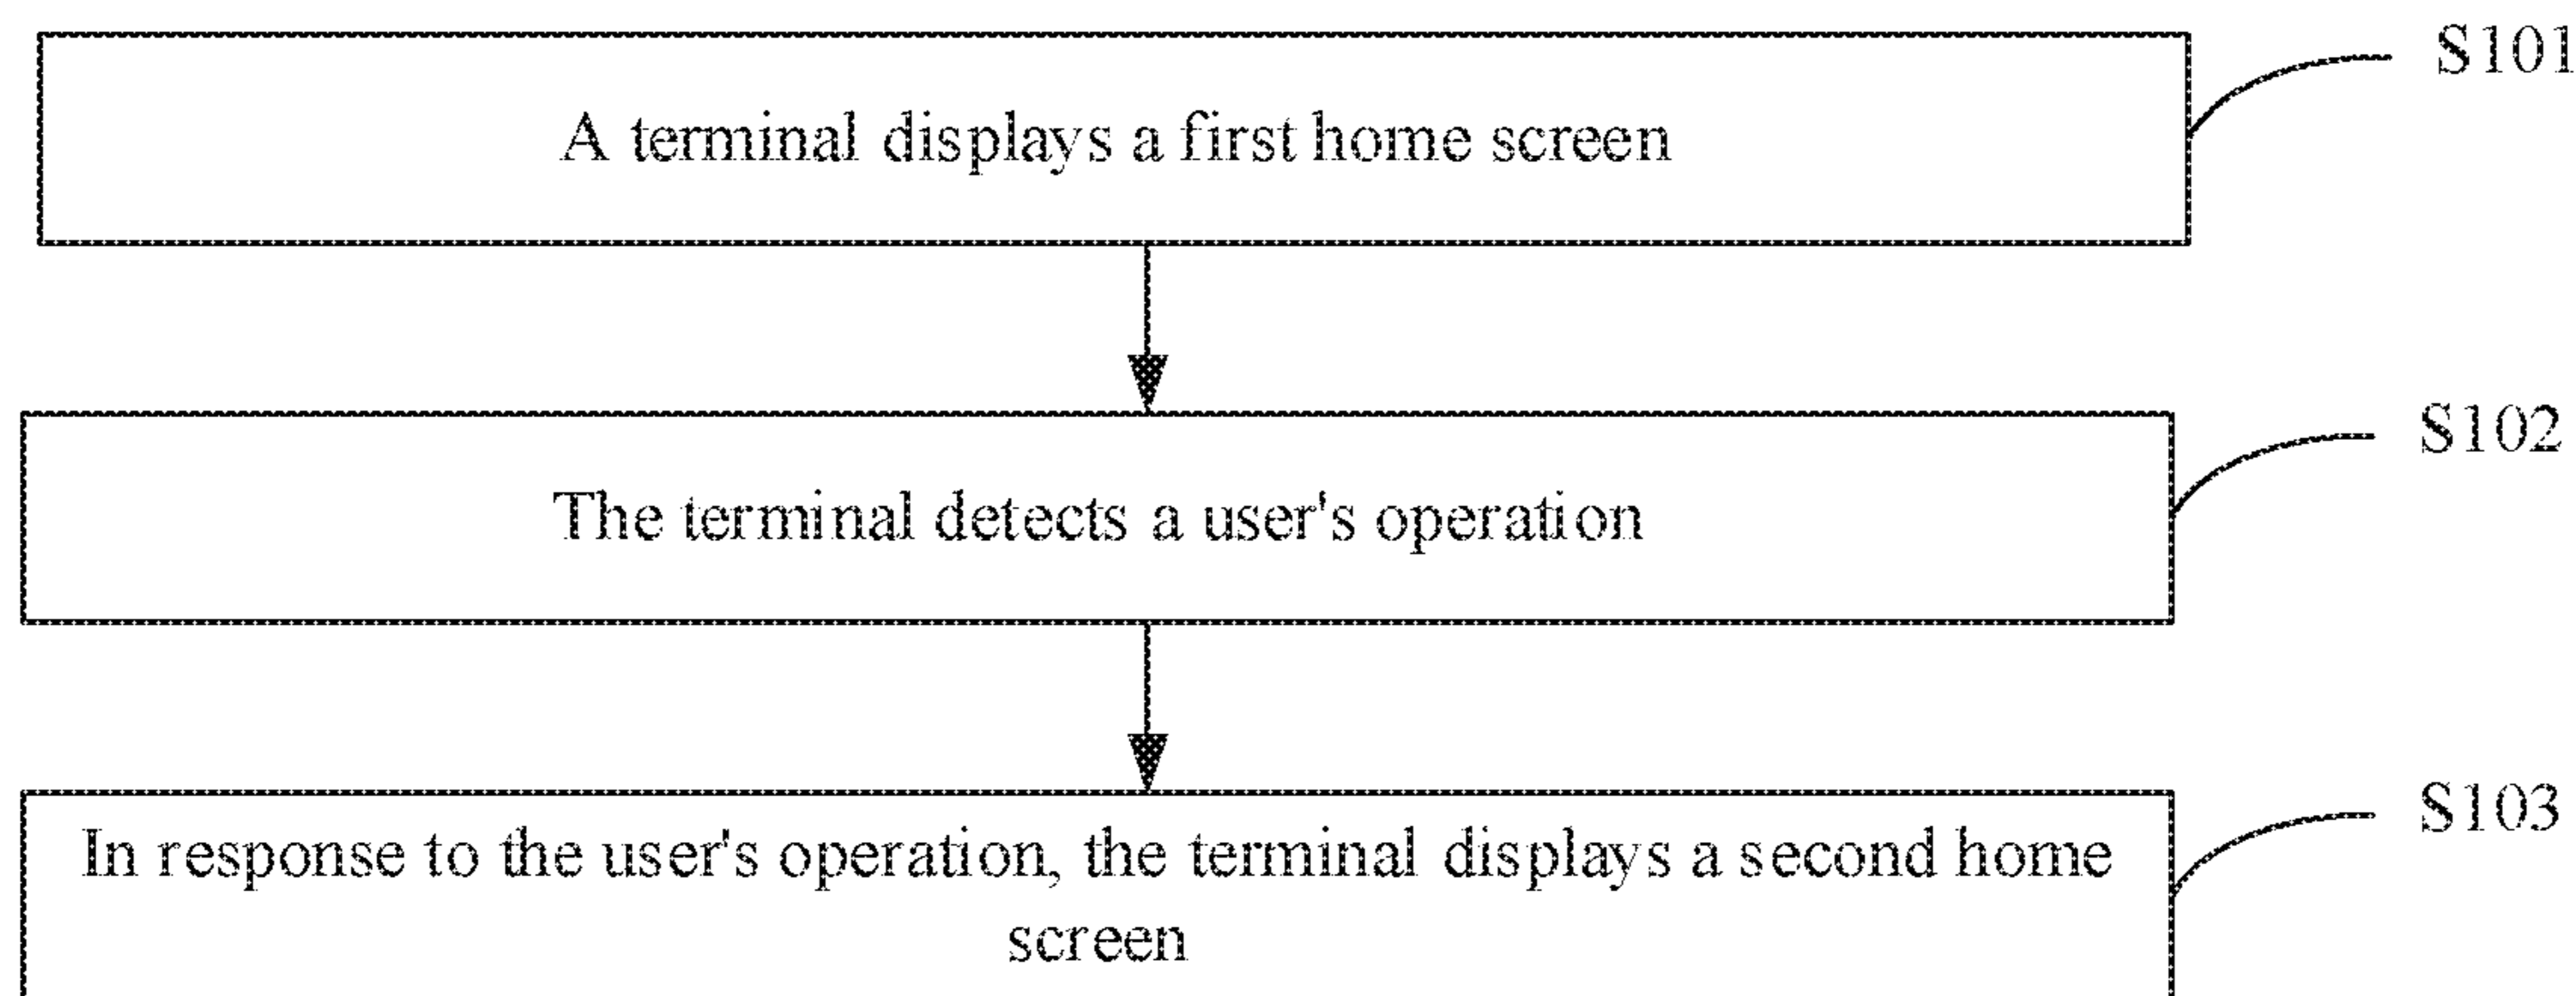 A terminal displays a first home screen
S101
The terminal detects a user's operation
S102
In response to the user's operation, the terminal displays a second home
screen
S103